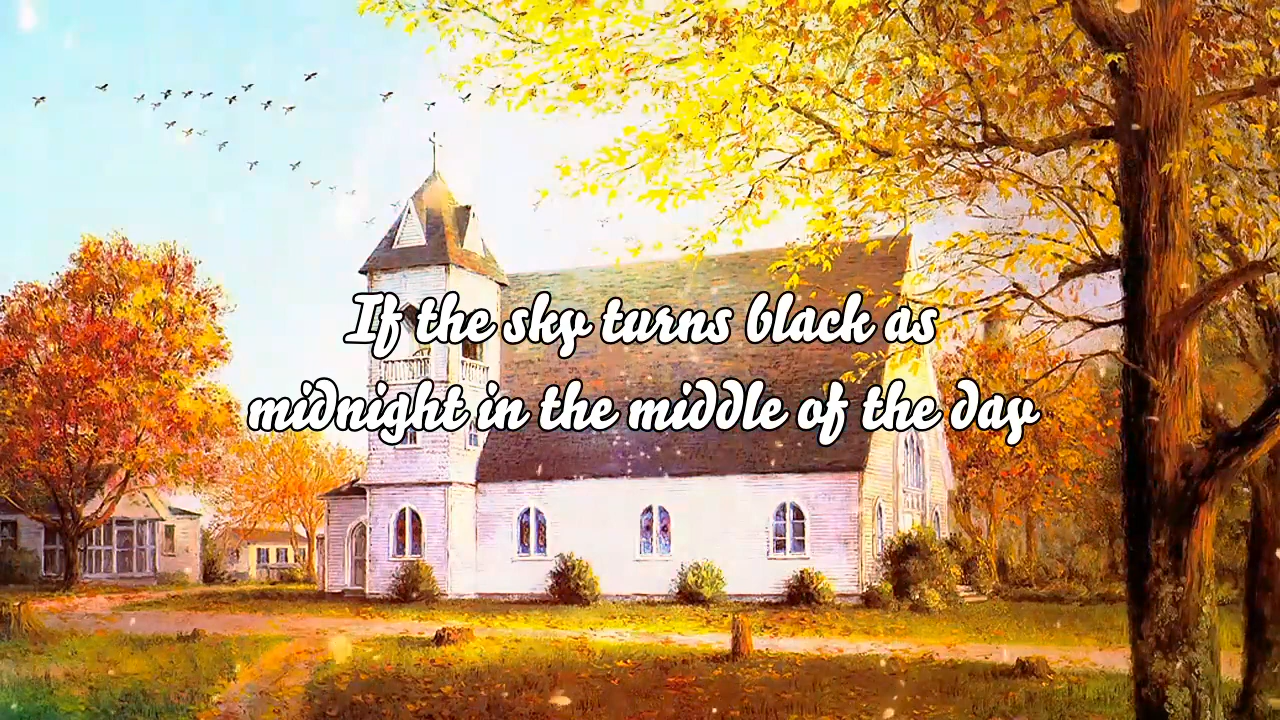 If the sky turns black as
midnight in the middle of the day